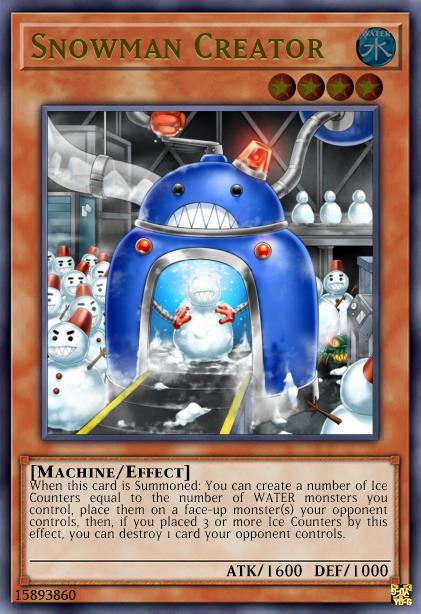 SNOWMAN CREATOR
WATER
水
[MACHINE/EFFECT]
When this card is Summoned: You can create a number of Ice
Counters equal to the number of WATER monsters you
control, place them on a face-up monster(s) your opponent
controls, then, if you placed 3 or more Ice Counters by this
effect, you can destroy 1 card your opponent controls.
ATK/1600 DEF/1000
15893860